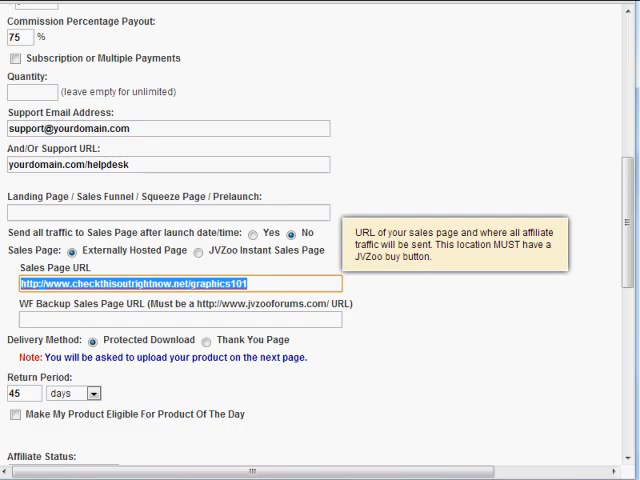 Commission Percentage Payout:
75 %
Subscription or Multiple Payments
Quantity:
(leave empty for unlimited)
Support Email Address:
support@yourdomain.com
And/Or Support URL:
yourdomain.com/helpdesk
Landing Page / Sales Funnel / Squeeze Page / Prelaunch:
Send all traffic to Sales Page after launch date/time: Yes No
URL of your sales page and where all affiliate
traffic will be sent. This location MUST have a
JVZoo buy button.
Sales Page: Externally Hosted Page JVZoo Instant Sales Page
Sales Page URL
http://www.checkthisoutrightnow.net/graphics101
WF Backup Sales Page URL (Must be a http://www.jvzooforums.com/ URL)
Delivery Method: Protected Download Thank You Page
Note: You will be asked to upload your product on the next page.
Return Period:
45 days
Make My Product Eligible For Product Of The Day
Affiliate Status: